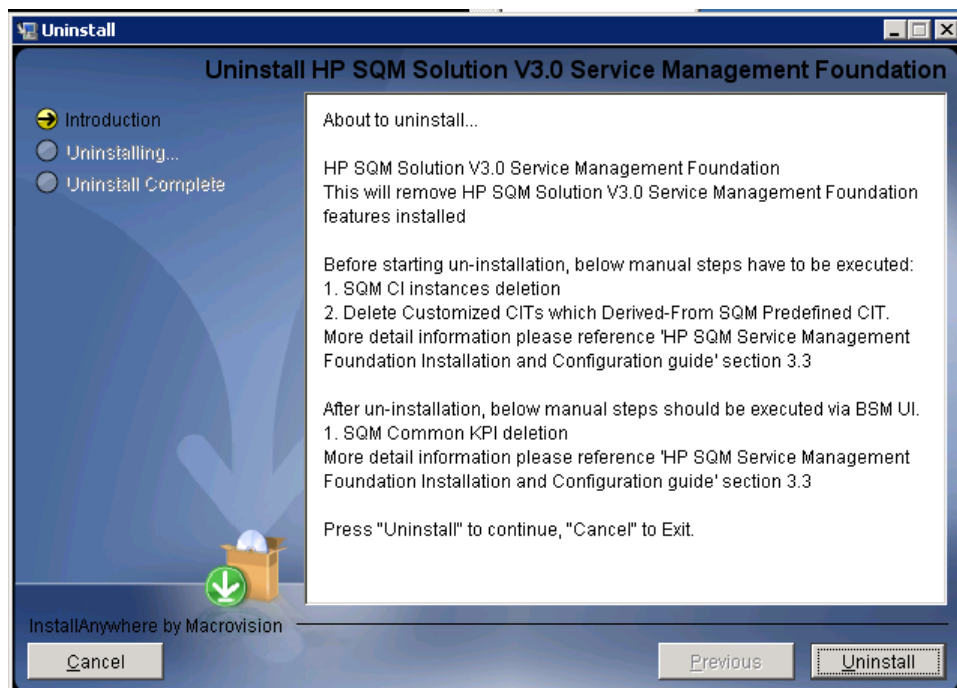 Uninstall
Uninstall HP SQM Solution V3.0 Service Management Foundation
Introduction
Uninstalling...
Uninstall Complete
About to uninstall...
HP SQM Solution V3.0 Service Management Foundation
This will remove HP SQM Solution V3.0 Service Management Foundation
features installed
Before starting un-installation, below manual steps have to be executed:
1. SQM CI instances deletion
2. Delete Customized CITs which Derived-From SQM Predefined CIT.
More detail information please reference 'HP SQM Service Management
Foundation Installation and Configuration guide' section 3.3
After un-installation, below manual steps should be executed via BSM UI.
1. SQM Common KPI deletion
More detail information please reference 'HP SQM Service Management
Foundation Installation and Configuration guide' section 3.3
Press "Uninstall" to continue, "Cancel" to Exit.
InstallAnywhere by Macrovision
Cancel
Previous
Uninstall